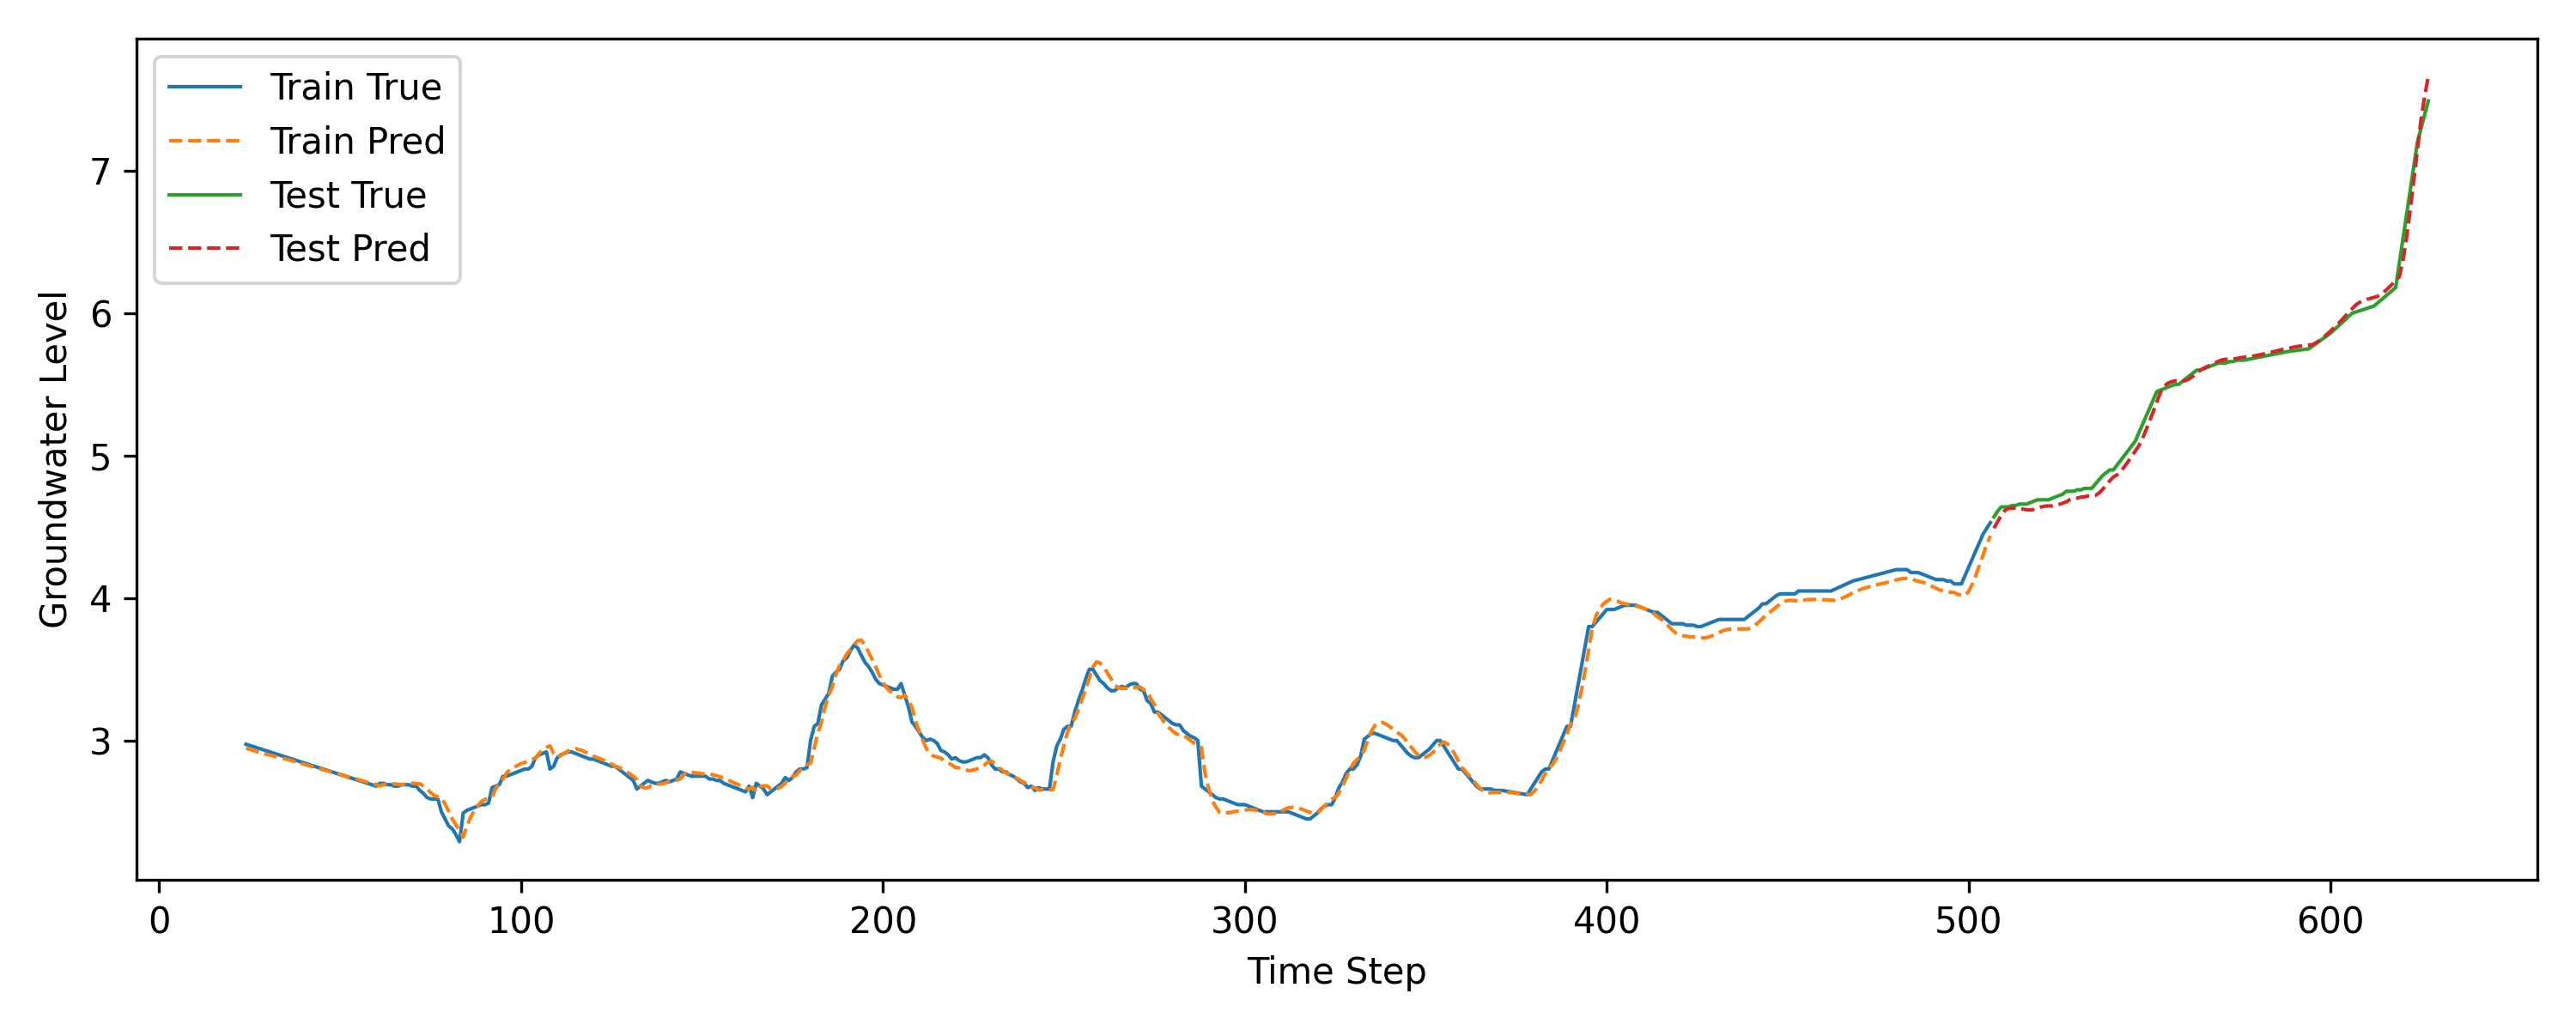 Train True
Train Pred
Test True
Test Pred
Groundwater Level
7
6
5
4
3
0 100 200 300 400 500 600
Time Step